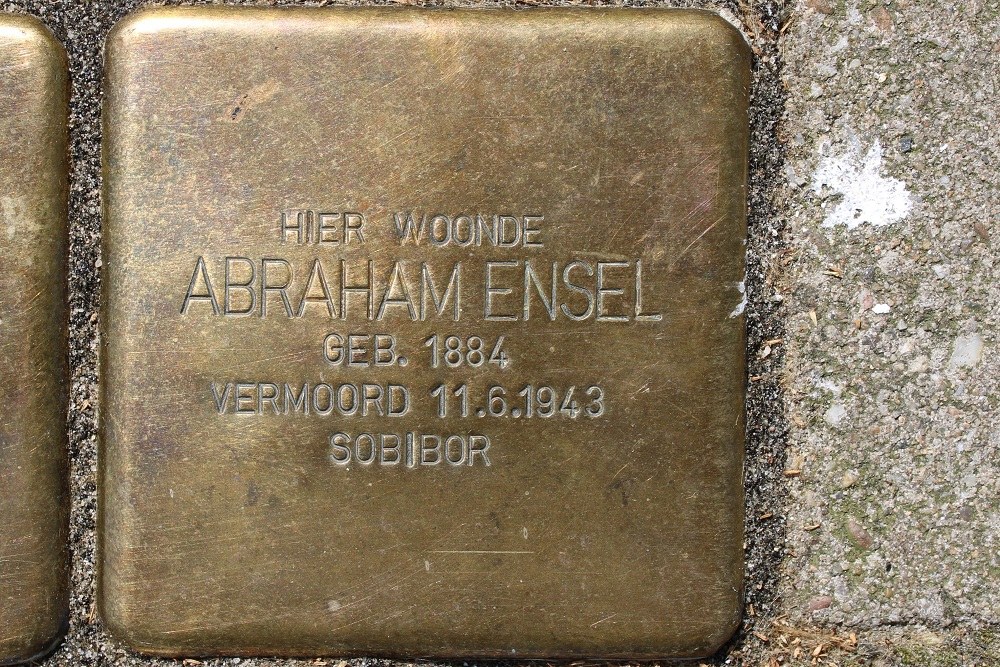 HIER WOONDE
ABRAHAM ENSEL
GEB. 1884
VERMOORD 11.6.1943
SOBIBOR